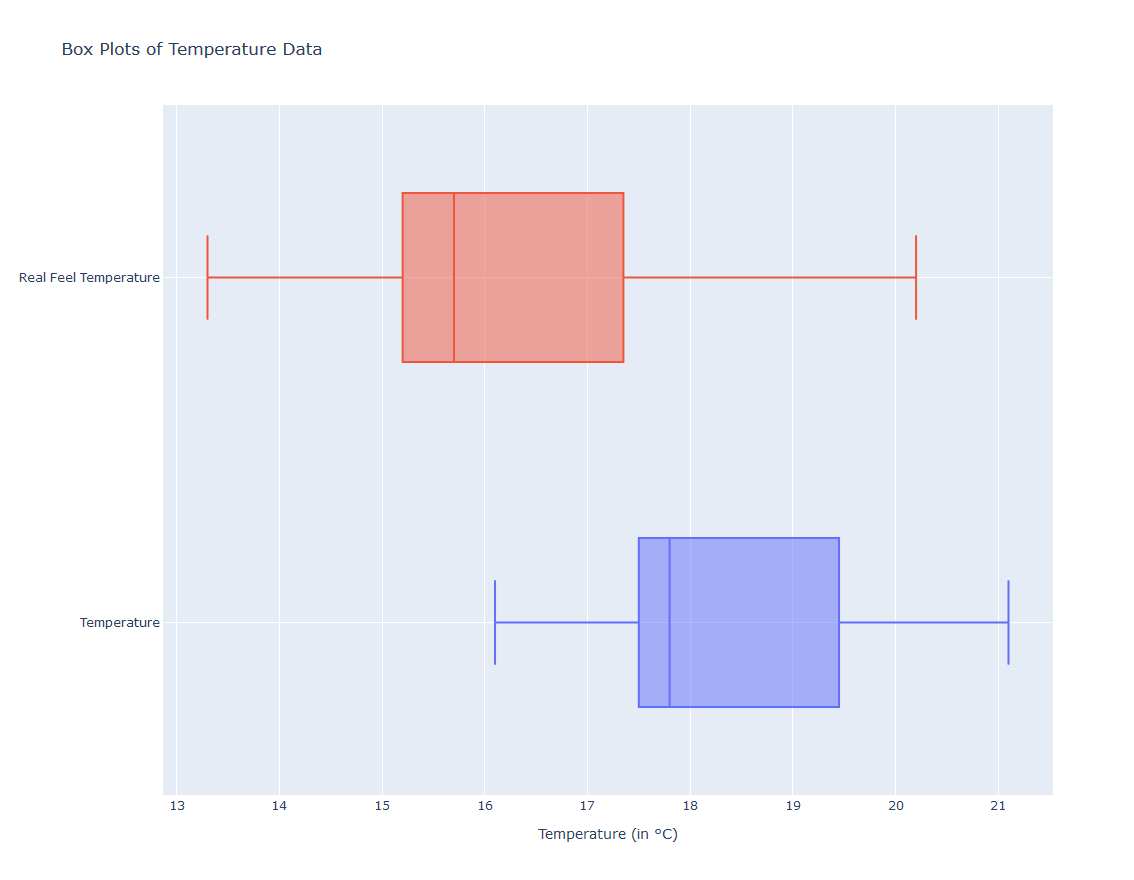 Box Plots of Temperature Data
Real Feel Temperature
Temperature
13 14 15 16 17 18 19 20 21
Temperature (in °C)